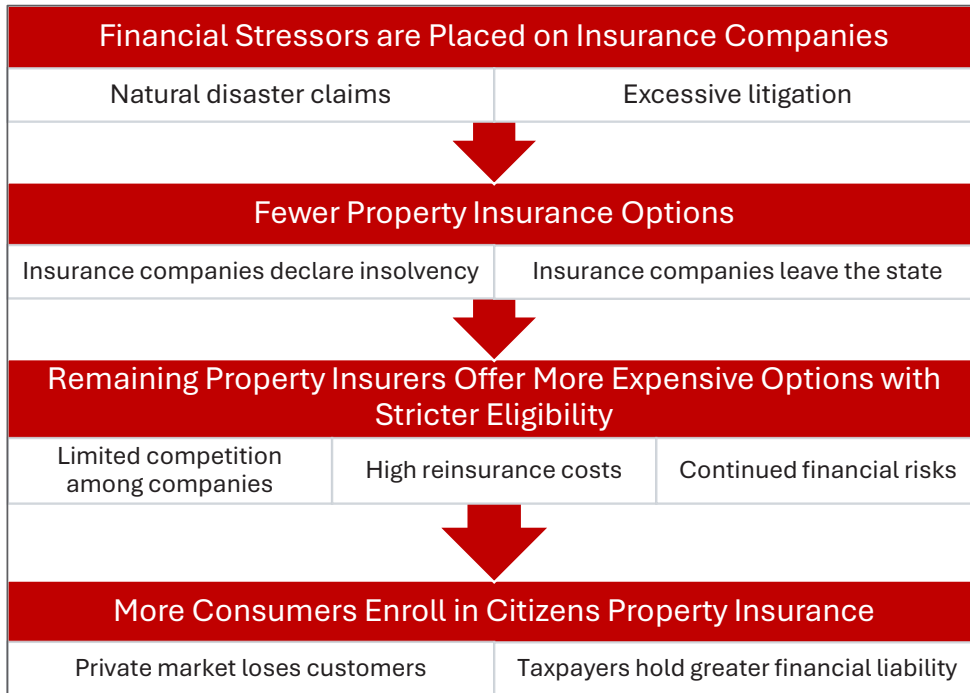 Financial Stressors are Placed on Insurance Companies
Natural disaster claims
Excessive litigation
Fewer Property Insurance Options
Insurance companies declare insolvency
Insurance companies leave the state
Remaining Property Insurers Offer More Expensive Options with
Stricter Eligibility
Limited competition
among companies
High reinsurance costs
Continued financial risks
More Consumers Enroll in Citizens Property Insurance
Private market loses customers
Taxpayers hold greater financial liability